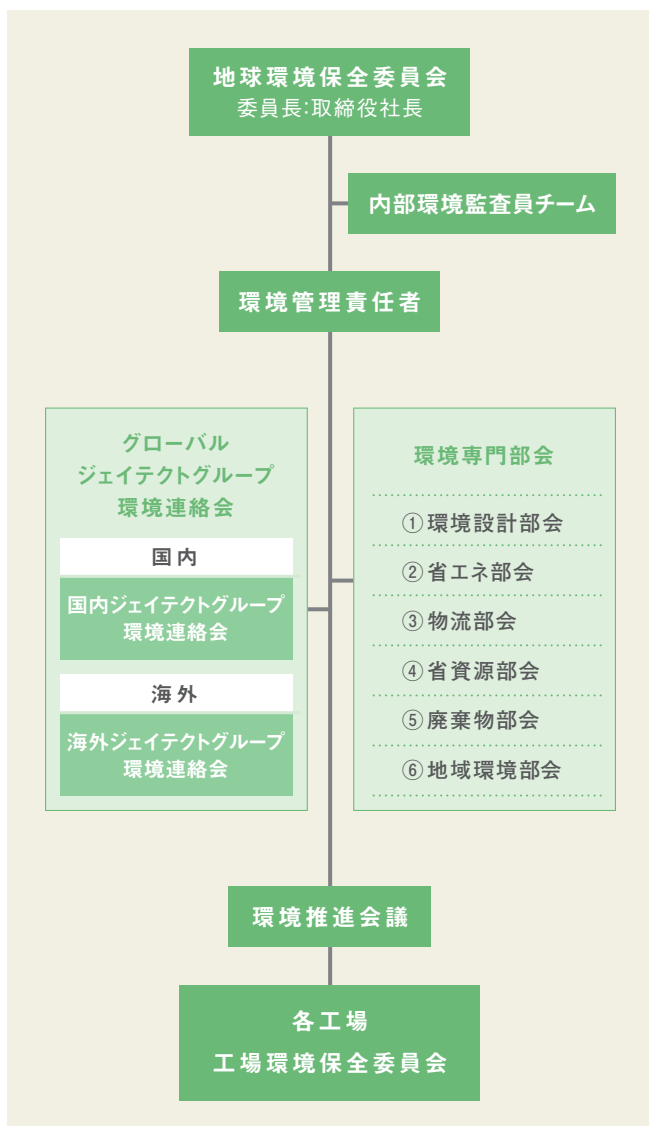 地球環境保全委員会
委員長:取締役社長
内部環境監査員チーム
環境管理責任者
グローバル
ジェイテクトグループ
環境連絡会
国内
国内ジェイテクトグループ
環境連絡会
海外
海外ジェイテクトグループ
環境連絡会
環境専門部会
①環境設計部会
②省エネ部会
③物流部会
④省資源部会
⑤廃棄物部会
⑥地域環境部会
環境推進会議
各工場
工場環境保全委員会